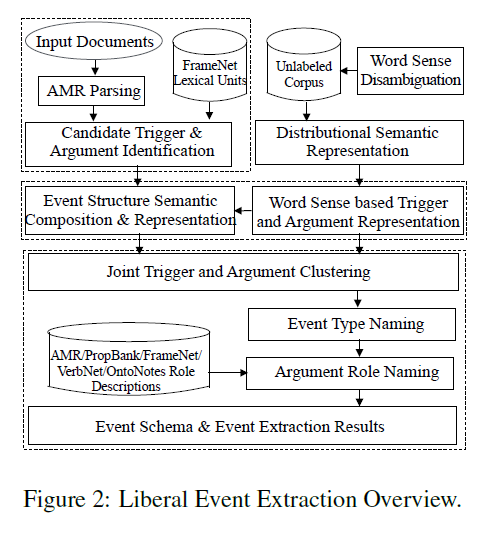 Input Documents
AMR Parsing
FrameNet
Lexical Units
Candidate Trigger &
Argument Identification
Unlabeled
Corpus
Word Sense
Disambiguation
Distributional Semantic
Representation
Event Structure Semantic
Composition & Representation
Word Sense based Trigger
and Argument Representation
Joint Trigger and Argument Clustering
Event Type Naming
AMR/PropBank/FrameNet/
VerbNet/OntoNotes Role
Descriptions
Argument Role Naming
Event Schema & Event Extraction Results
Figure 2: Liberal Event Extraction Overview.